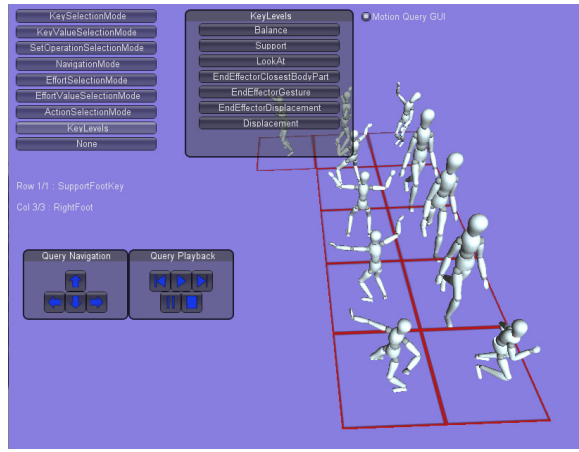 KeySelectionMode
KeyValueSelectionMode
SetOperationSelectionMode
NavigationMode
EffortSelectionMode
EffortValueSelectionMode
ActionSelectionMode
KeyLevels
None
KeyLevels
Balance
Support
LookAt
EndEffectorClosestBodyPart
EndEffectorGesture
EndEffectorDisplacement
Displacement
Motion Query GUI
Row 1/1 : SupportFootKey
Col 3/3 : RightFoot
Query Navigation
Query Playback